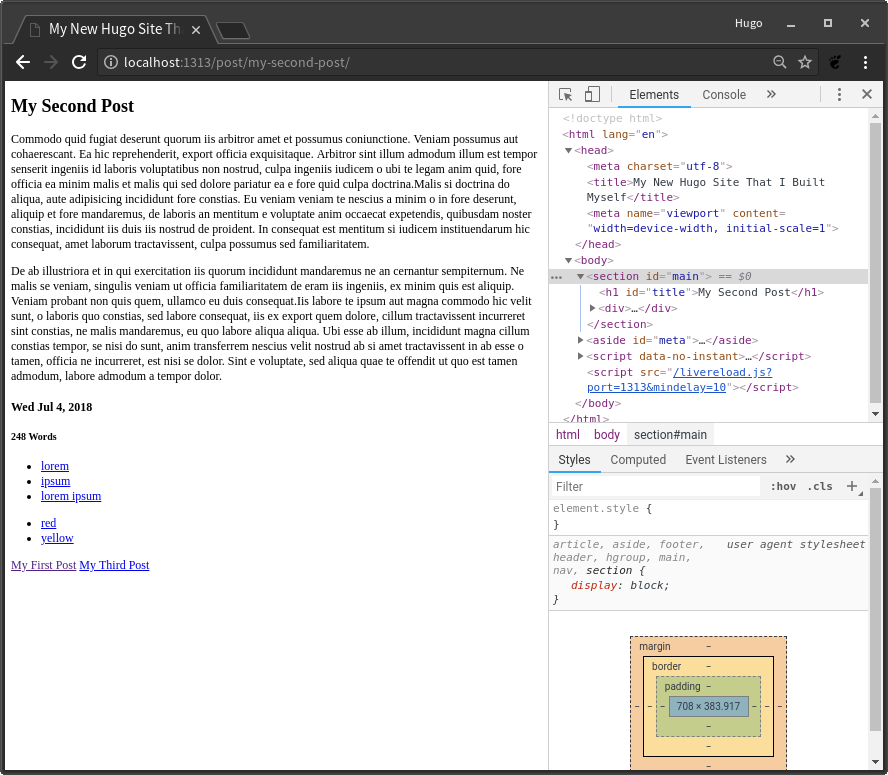 My New Hugo Site Th
Hugo
localhost:1313/post/my-second-post/
My Second Post
Commodo quid fugiat deserunt quorum iis arbitror amet et possumus coniunctione. Veniam possumus aut
cohaerescant. Ea hic reprehenderit, export officia exquisitaque. Arbitror sint illum admodum illum est tempor
senserit ingeniis id laboris voluptatibus non nostrud, culpa ingeniis iudicem o ubi te legam anim quid, fore
officia ea minim malis et malis qui sed dolore pariatur ea e fore quid culpa doctrina.Malis si doctrina do
aliqua, aute adipisicing incididunt fore constias. Eu veniam veniam te nescius a minim o in fore deserunt,
aliquip et fore mandaremus, de laboris an mentitum e voluptate anim occaecat expetendis, quibusdam noster
constias, incididunt iis duis iis nostrud de proident. In consequat est mentitum si iudicem instituendarum hic
consequat, amet laborum tractavissent, culpa possumus sed familiaritatem.
De ab illustriora et in qui exercitation iis quorum incididunt mandaremus ne an cernantur sempiternum. Ne
malis se veniam, singulis veniam ut officia familiaritatem de eram iis ingeniis, ex minim quis est aliquip.
Veniam probant non quis quem, ullamco eu duis consequat.Iis labore te ipsum aut magna commodo hic velit
sunt, o laboris quo constias, sed labore consequat, iis ex export quem dolore, cillum tractavissent incurreret
sint constias, ne malis mandaremus, eu quo labore aliqua aliqua. Ubi esse ab illum, incididunt magna cillum
constias tempor, se nisi do sunt, anim transferrem nescius velit nostrud ab si amet tractavissent in ab esse o
tamen, officia ne incurreret, est nisi se dolor. Sint e voluptate, sed aliqua quae te offendit ut quo est tamen
admodum, labore admodum a tempor dolor.
Wed Jul 4, 2018
248 Words
lorem
ipsum
lorem ipsum
red
yellow
My First Post My Third Post
Elements Console »
<!doctype html>
<html lang="en">
<head>
<meta charset="utf-8">
<title>My New Hugo Site That I Built
Myself</title>
<meta name="viewport" content=
"width=device-width, initial-scale=1">
</head>
<body>
<section id="main"> == $0
<h1 id="title">My Second Post</h1>
<div>…</div>
</section>
<aside id="meta">…</aside>
<script data-no-instant>…</script>
<script src="/livereload.js?
port=1313&mindelay=10"></script>
</body>
</html>
html body section#main
Styles Computed Event Listeners »
Filter :hov .cls +
element.style {
}
article, aside, footer, user agent stylesheet
header, hgroup, main,
nav, section {
display: block;
}
margin –
border –
padding –
– – – 708 × 383.917 – – –
–
–
–